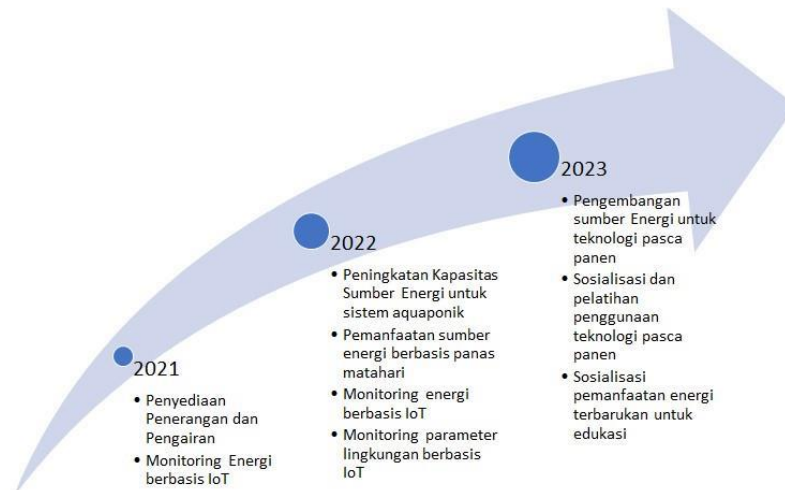 2021
• Penyediaan
Penerangan dan
Pengairan
• Monitoring Energi
berbasis IoT
2022
• Peningkatan Kapasitas
Sumber Energi untuk
sistem aquaponik
• Pemanfaatan sumber
energi berbasis panas
matahari
• Monitoring energi
berbasis IoT
• Monitoring parameter
lingkungan berbasis
IoT
2023
• Pengembangan
sumber Energi untuk
teknologi pasca
panen
• Sosialisasi dan
pelatihan
penggunaan
teknologi pasca
panen
• Sosialisasi
pemanfaatan energi
terbarukan untuk
edukasi